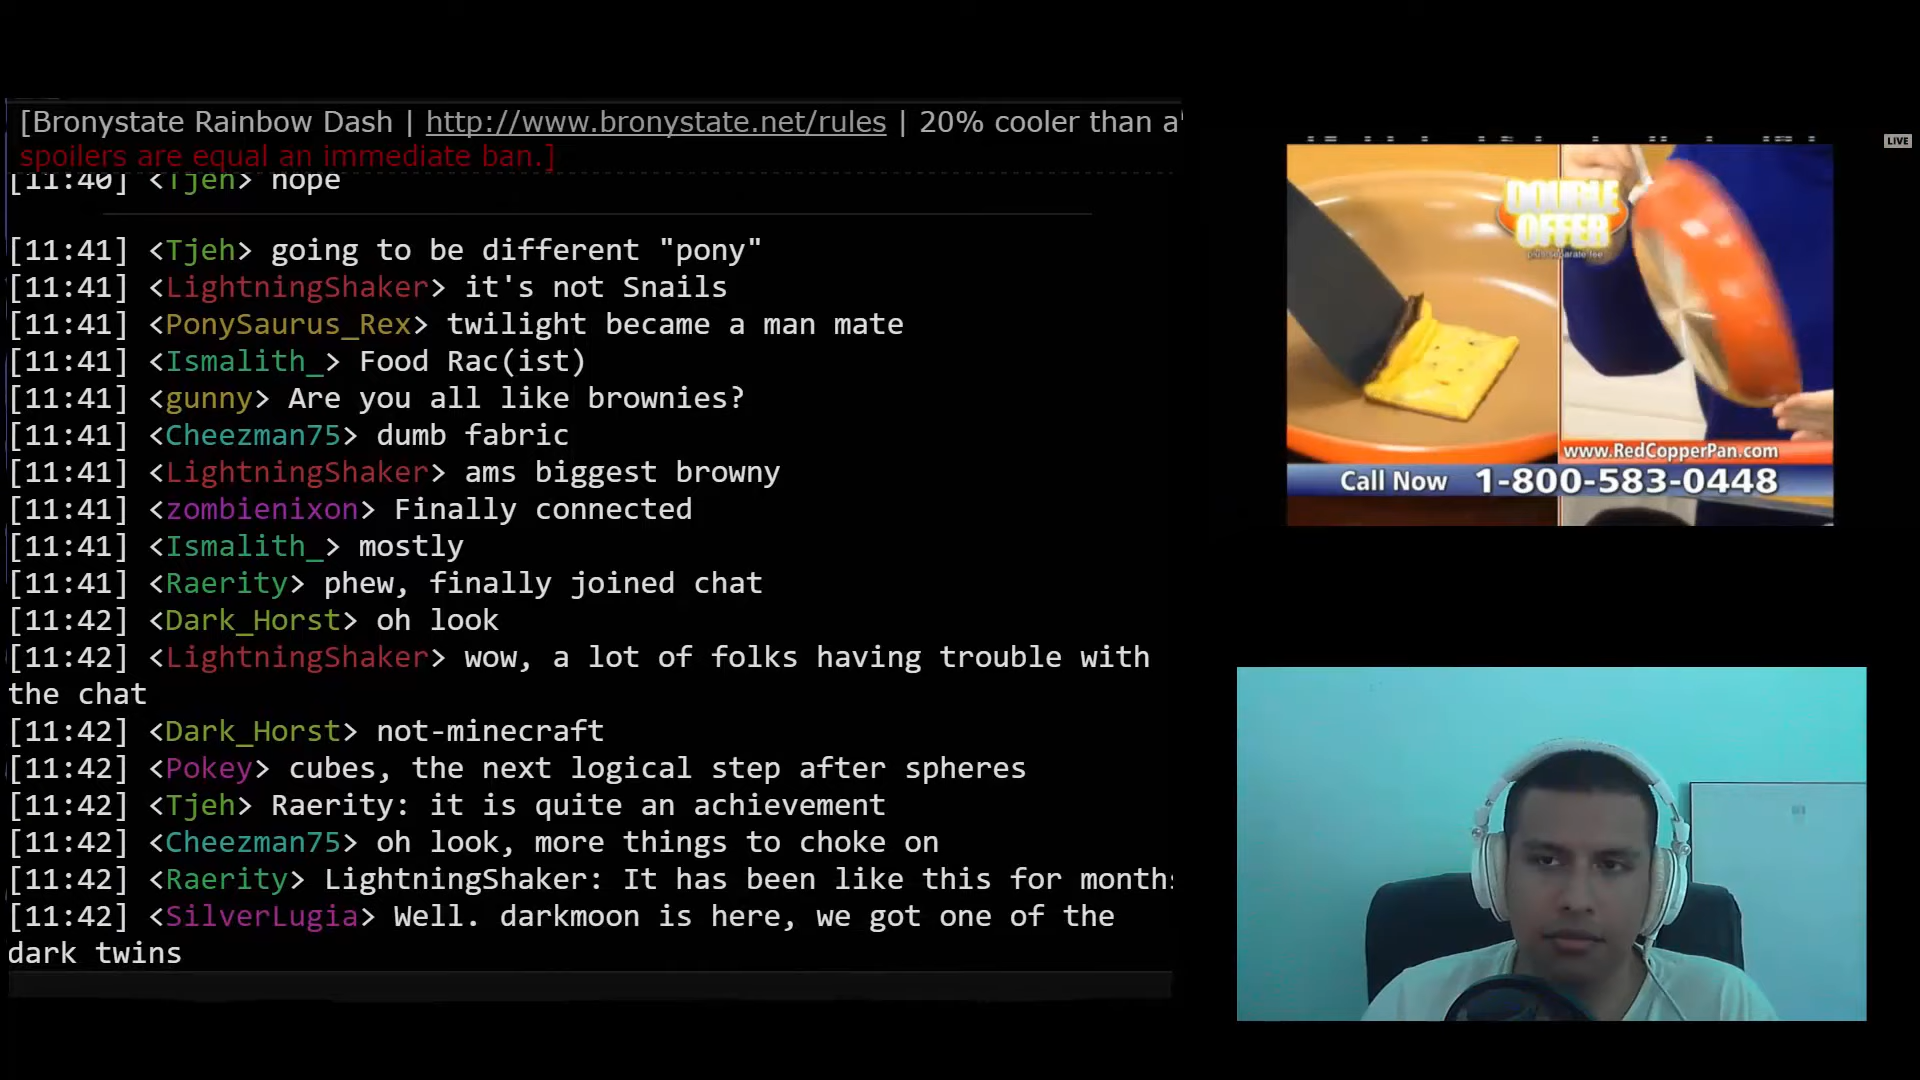 [Bronystate Rainbow Dash | http://www.bronystate.net/rules | 20% cooler than a
spoilers are equal an immediate ban.]
[11:40] <Tjeh> nope
[11:41] <Tjeh> going to be different "pony"
[11:41] <LightningShaker> it's not Snails
[11:41] <PonySaurus_Rex> twilight became a man mate
[11:41] <Ismalith_> Food Rac(ist)
[11:41] <gunny> Are you all like brownies?
[11:41] <Cheezman75> dumb fabric
[11:41] <LightningShaker> ams biggest browny
[11:41] <zombienixon> Finally connected
[11:41] <Ismalith_> mostly
[11:41] <Raerity> phew, finally joined chat
[11:42] <Dark_Horst> oh look
[11:42] <LightningShaker> wow, a lot of folks having trouble with
the chat
[11:42] <Dark_Horst> not-minecraft
[11:42] <Pokey> cubes, the next logical step after spheres
[11:42] <Tjeh> Raerity: it is quite an achievement
[11:42] <Cheezman75> oh look, more things to choke on
[11:42] <Raerity> LightningShaker: It has been like this for months
[11:42] <SilverLugia> Well. darkmoon is here, we got one of the
dark twins
LIVE
DOUBLE
OFFER
plus separate fee
www.RedCopperPan.com
Call Now 1-800-583-0448